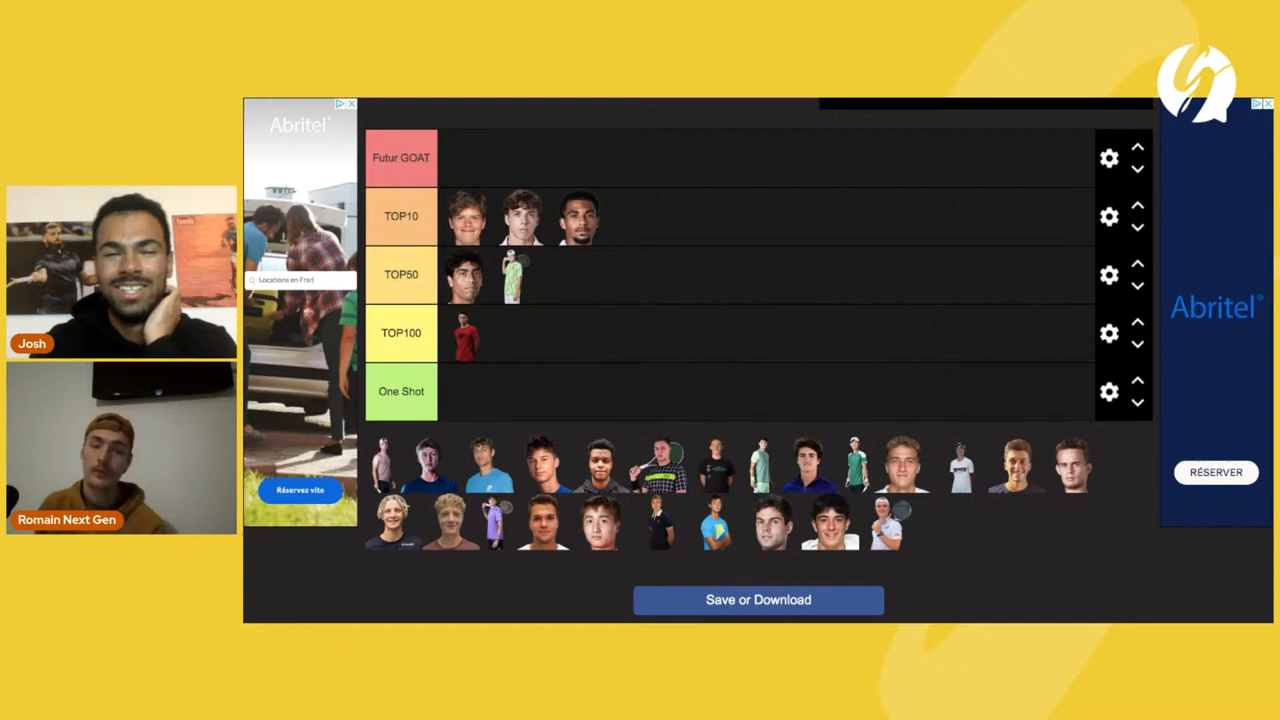 Abritel®
Futur GOAT
TOP10
TOP50
Locations en Fran
TOP100
Abritel®
Josh
One Shot
RÉSERVER
Réservez vite
Romain Next Gen
Save or Download